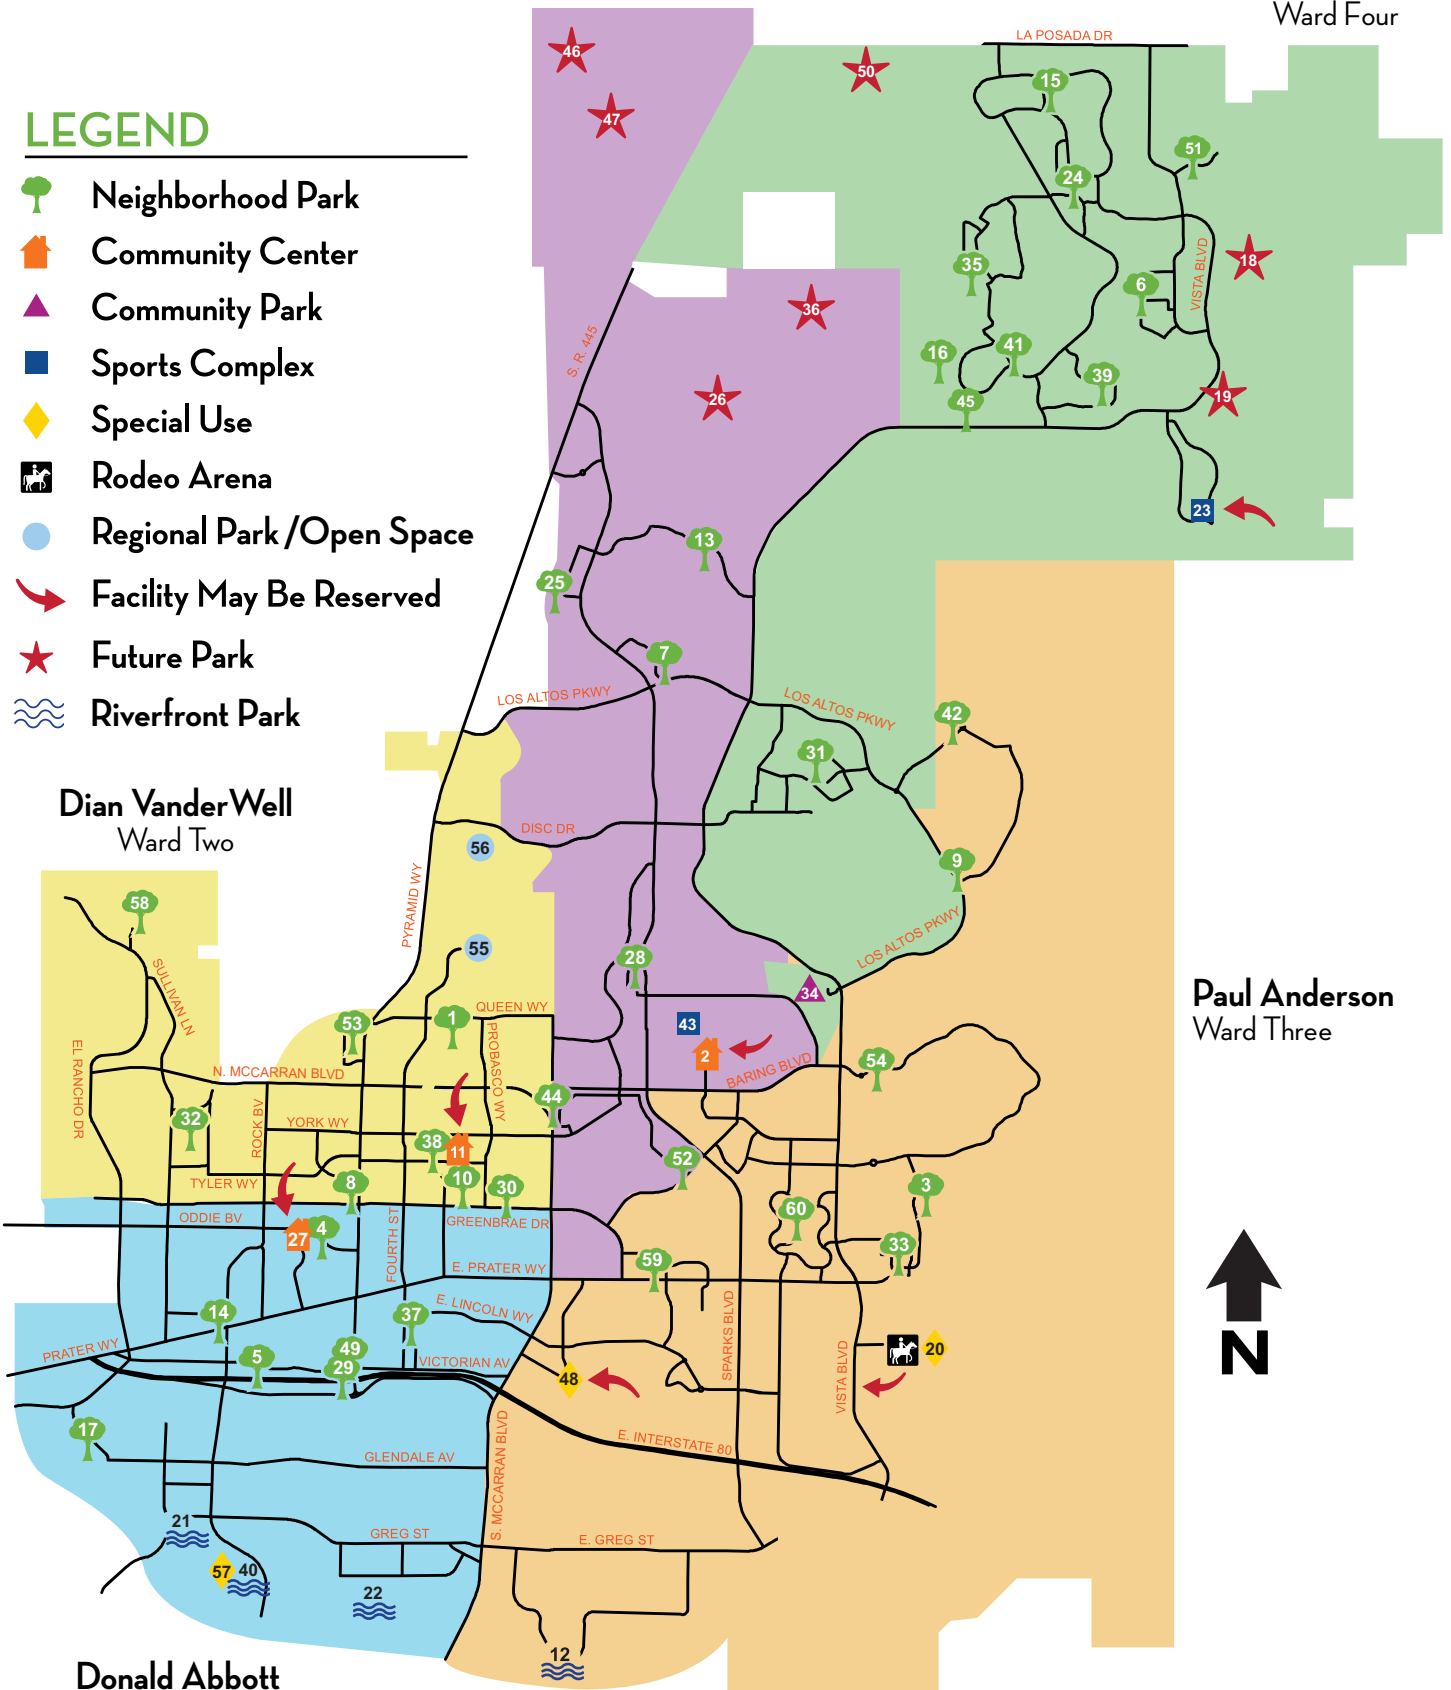 Ward Four
LA POSADA DR
46
50
47
15
51
24
LEGEND
Neighborhood Park
Community Center
Community Park
Sports Complex
Special Use
Rodeo Arena
Regional Park / Open Space
Facility May Be Reserved
Future Park
Riverfront Park
VISTA BLVD
18
35
6
36
S. R. 445
16
41
39
26
45
19
23
13
25
7
LOS ALTOS PKWY
LOS ALTOS PKWY
42
31
Dian VanderWell
Ward Two
DISC DR
56
9
PYRAMID WY
58
LOS ALTOS PKWY
55
28
SULLIVAN LN
34
Paul Anderson
Ward Three
QUEEN WY
53
1
43
2
PROBASCO WY
EL RANCHO DR
N. MCCARRAN BLVD
BARING BLVD
54
44
32
ROCK BV
YORK WY
38
11
52
TYLER WY
8
10
30
3
60
ODDIE BV
27
4
FOURTH ST
GREENBRAE DR
33
59
E. PRATER WY
14
37
E. LINCOLN WY
SPARKS BLVD
VISTA BLVD
20
PRATER WY
5
49
29
VICTORIAN AV
48
17
GLENDALE AV
S. MCCARRAN BLVD
E. INTERSTATE 80
21
GREG ST
E. GREG ST
57
40
22
12
N
Donald Abbott